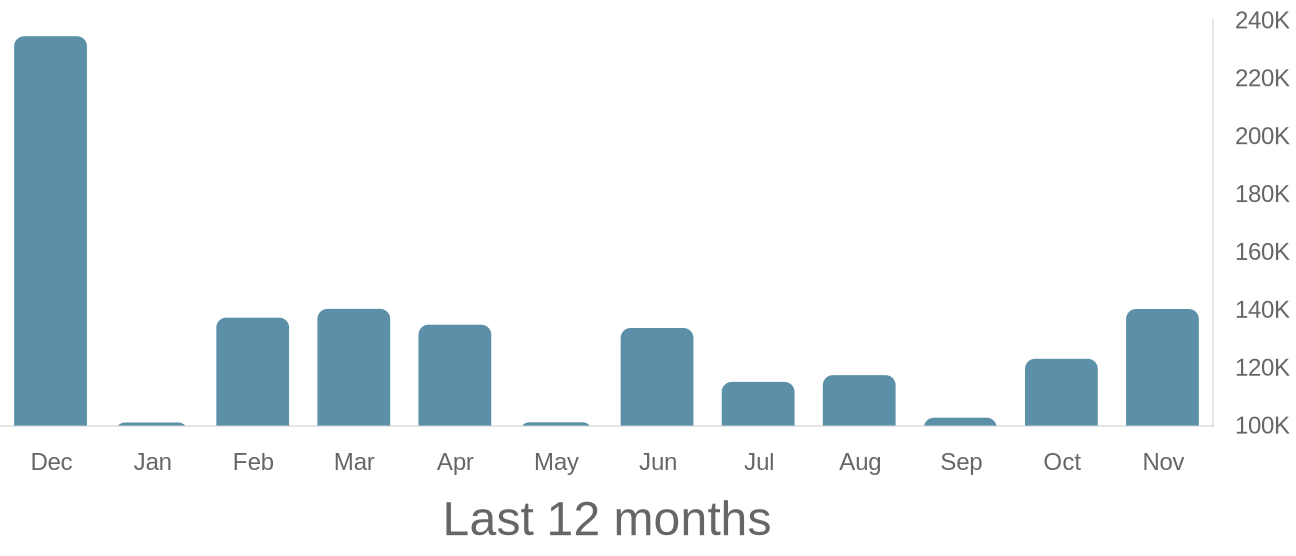 240K
220K
200K
180K
160K
140K
120K
100K
Dec Jan Feb Mar Apr May Jun Jul Aug Sep Oct Nov
Last 12 months